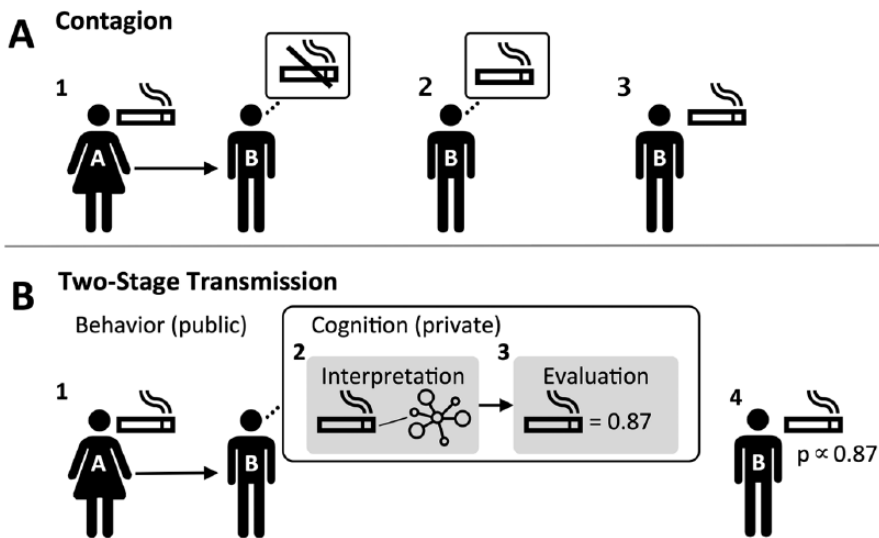 A Contagion
1 2 3
A B B B
B Two-Stage Transmission
Behavior (public) Cognition (private)
2 3
Interpretation Evaluation
1 = 0.87 4
A B B p ∝ 0.87